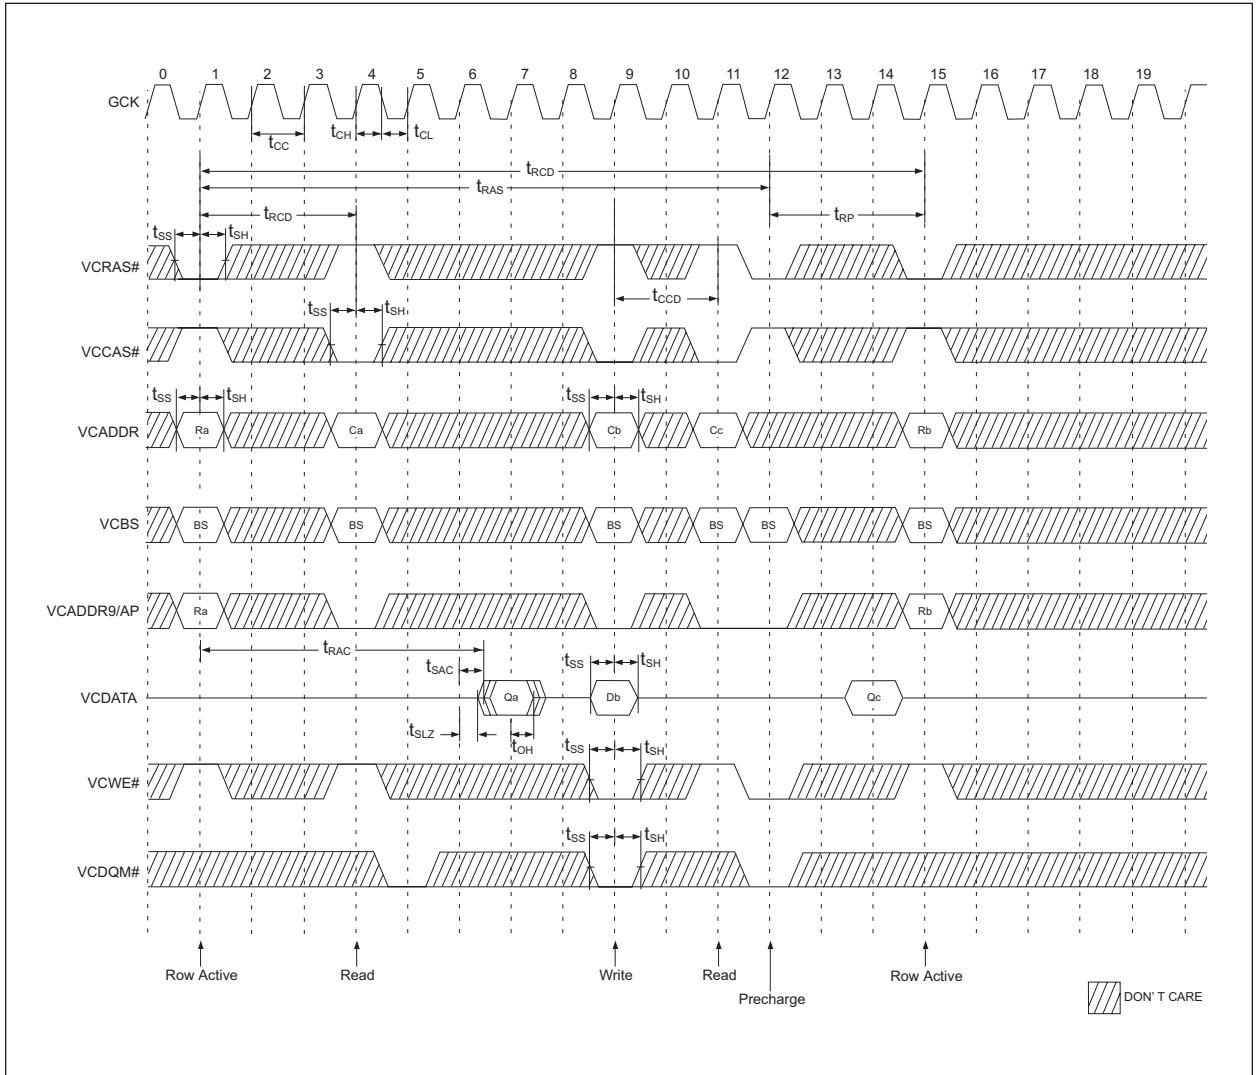 0 1 2 3 4 5 6 7 8 9 10 11 12 13 14 15 16 17 18 19
GCK
tCC tCH tCL
tRCD
tRAS
tRCD tRP
tSS tSH
VCRAS#
tSS tSH tCCD
VCCAS#
tSS tSH tSS tSH
VCADDR Ra Ca Cb Cc Rb
VCBS BS BS BS BS BS BS
VCADDR9/AP Ra Rb
tRAC
tSAC tSS tSH
VCDATA Qa Db Qc
tSLZ tOH tSS tSH
VCWE#
tSS tSH
VCDQM#
Row Active Read Write Read Row Active
Precharge
DON' T CARE